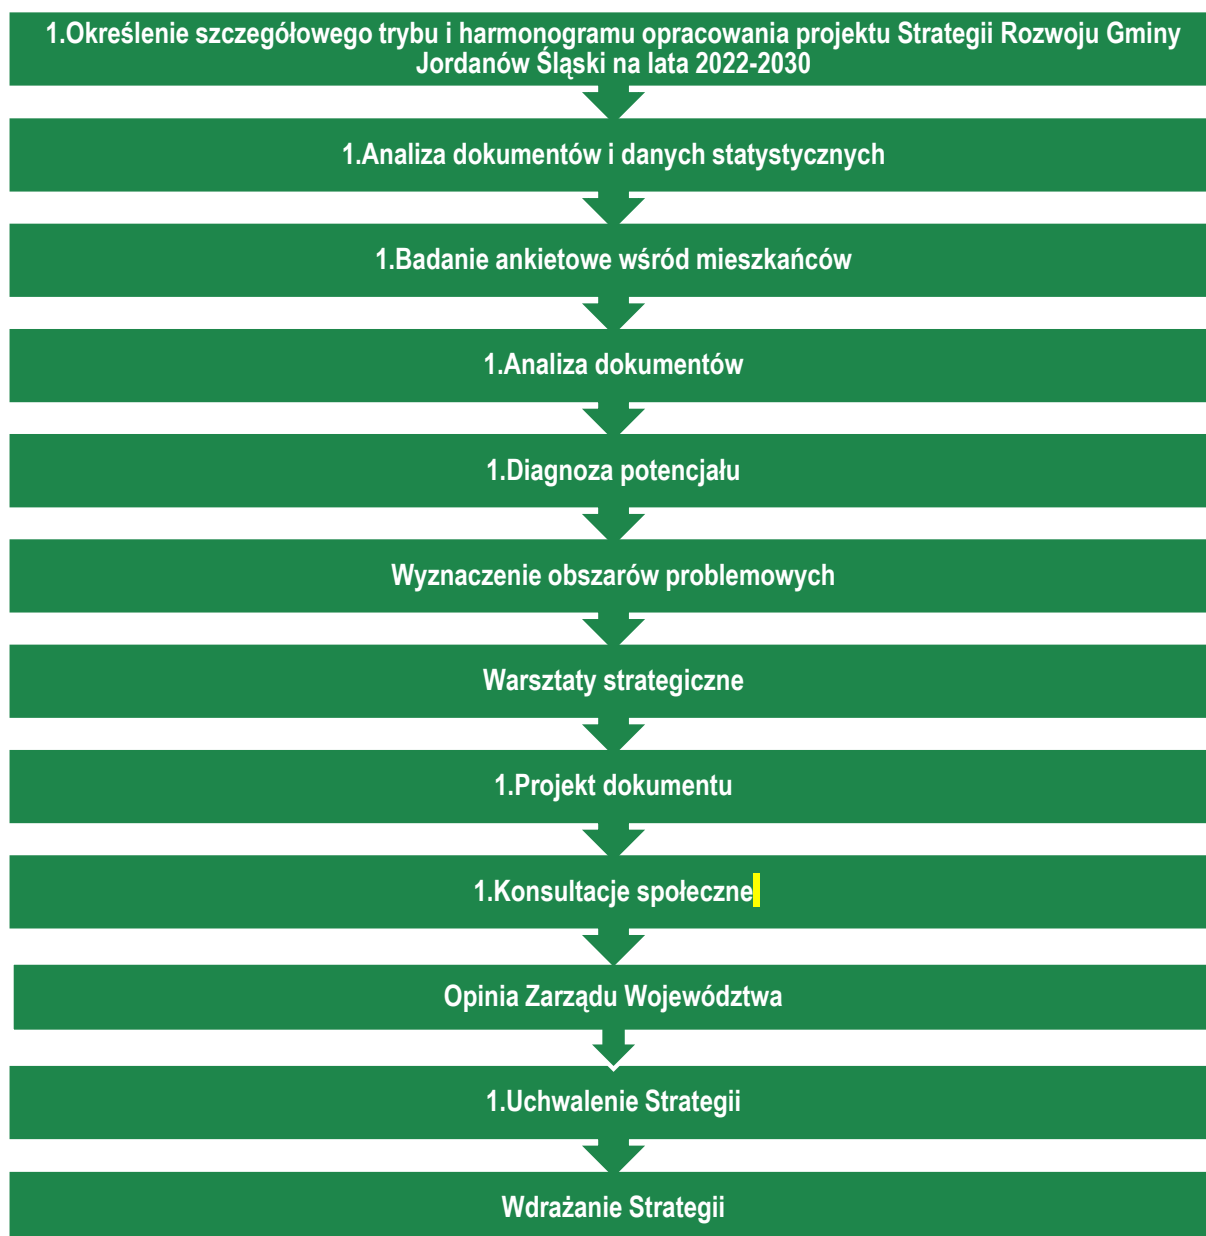 1.Określenie szczegółowego trybu i harmonogramu opracowania projektu Strategii Rozwoju Gminy
Jordanów Śląski na lata 2022-2030
1.Analiza dokumentów i danych statystycznych
1.Badanie ankietowe wśród mieszkańców
1.Analiza dokumentów
1.Diagnoza potencjału
Wyznaczenie obszarów problemowych
Warsztaty strategiczne
1.Projekt dokumentu
1.Konsultacje społeczne
Opinia Zarządu Województwa
1.Uchwalenie Strategii
Wdrażanie Strategii